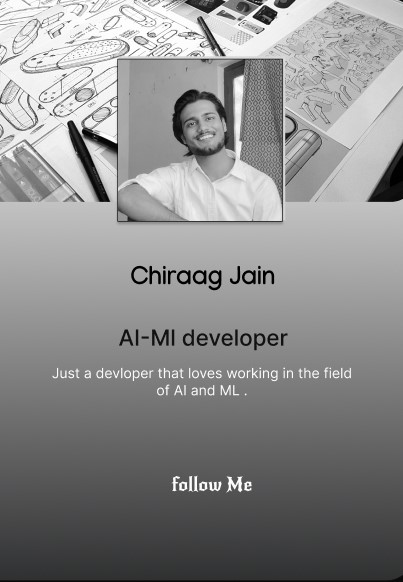 Chiraag Jain
AI-Ml developer
Just a devloper that loves working in the field
of AI and ML .
follow Me